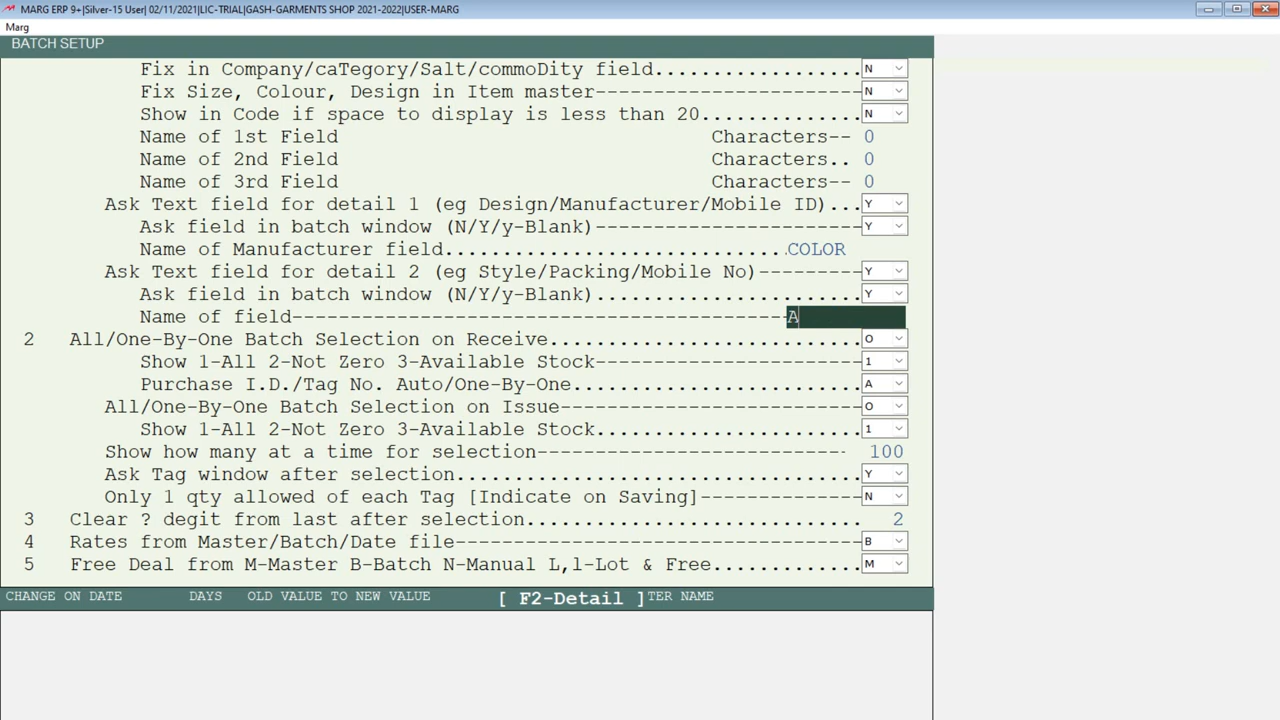 MARG ERP 9+|Silver-15 User| 02/11/2021|LIC-TRIAL|GASH-GARMENTS SHOP 2021-2022|USER-MARG
Marg
BATCH SETUP
Fix in Company/caTegory/Salt/commoDity field.................. N
Fix Size, Colour, Design in Item master----------------------- N
Show in Code if space to display is less than 20.............. N
Name of 1st Field Characters-- 0
Name of 2nd Field Characters.. 0
Name of 3rd Field Characters-- 0
Ask Text field for detail 1 (eg Design/Manufacturer/Mobile ID)... Y
Ask field in batch window (N/Y/y-Blank)----------------------- Y
Name of Manufacturer field..............................COLOR
Ask Text field for detail 2 (eg Style/Packing/Mobile No)--------- Y
Ask field in batch window (N/Y/y-Blank)....................... Y
Name of field------------------------------------------A
2 All/One-By-One Batch Selection on Receive........................... O
Show 1-All 2-Not Zero 3-Available Stock----------------------- 1
Purchase I.D./Tag No. Auto/One-By-One......................... A
All/One-By-One Batch Selection on Issue-------------------------- O
Show 1-All 2-Not Zero 3-Available Stock....................... 1
Show how many at a time for selection--------------------------- 100
Ask Tag window after selection................................... Y
Only 1 qty allowed of each Tag [Indicate on Saving]-------------- N
3 Clear ? degit from last after selection............................. 2
4 Rates from Master/Batch/Date file----------------------------------- B
5 Free Deal from M-Master B-Batch N-Manual L,l-Lot & Free............. M
CHANGE ON DATE DAYS OLD VALUE TO NEW VALUE [ F2-Detail ]TER NAME